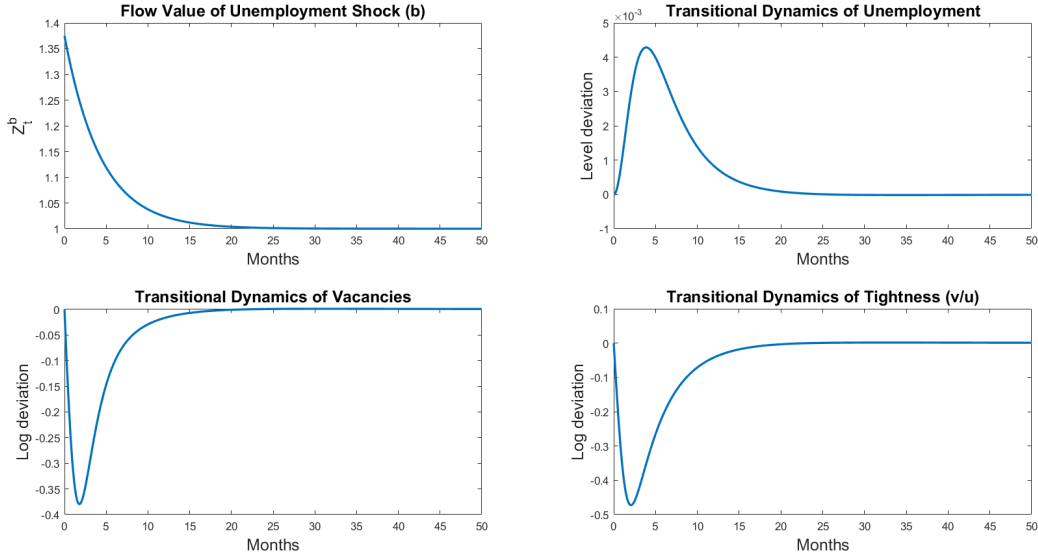 Flow Value of Unemployment Shock (b)
1.4
1.35
1.3
1.25
1.2
1.15
1.1
1.05
1
Z_t^b
0 5 10 15 20 25 30 35 40 45 50
Months
Transitional Dynamics of Unemployment
×10^-3
5
4
3
2
1
0
-1
Level deviation
0 5 10 15 20 25 30 35 40 45 50
Months
Transitional Dynamics of Vacancies
0
-0.05
-0.1
-0.15
-0.2
-0.25
-0.3
-0.35
-0.4
Log deviation
0 5 10 15 20 25 30 35 40 45 50
Months
Transitional Dynamics of Tightness (v/u)
0.1
0
-0.1
-0.2
-0.3
-0.4
-0.5
Log deviation
0 5 10 15 20 25 30 35 40 45 50
Months